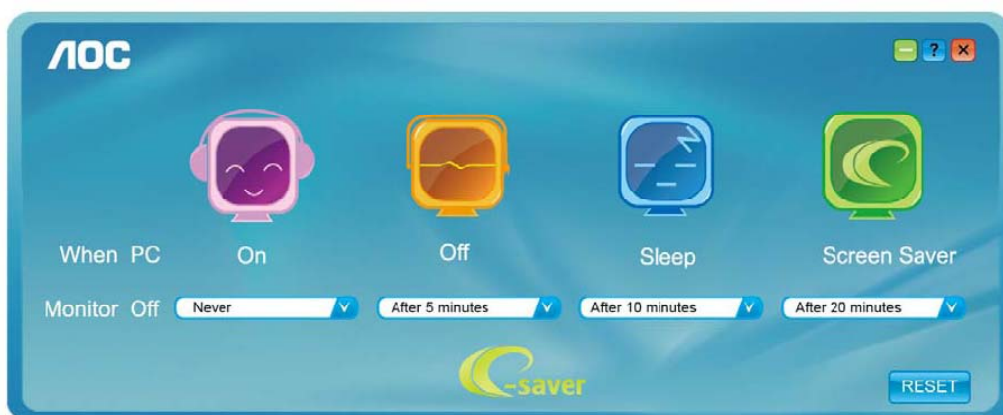 AOC
?
When PC On Off Sleep Screen Saver
Monitor Off Never After 5 minutes After 10 minutes After 20 minutes
e-saver
RESET